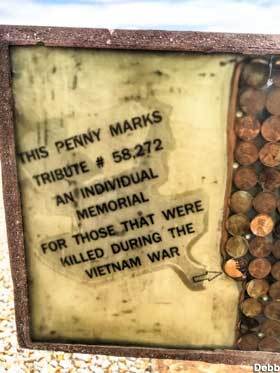 THIS PENNY MARKS
TRIBUTE # 58,272
AN INDIVIDUAL
MEMORIAL
FOR THOSE THAT WERE
KILLED DURING THE
VIETNAM WAR
Debb